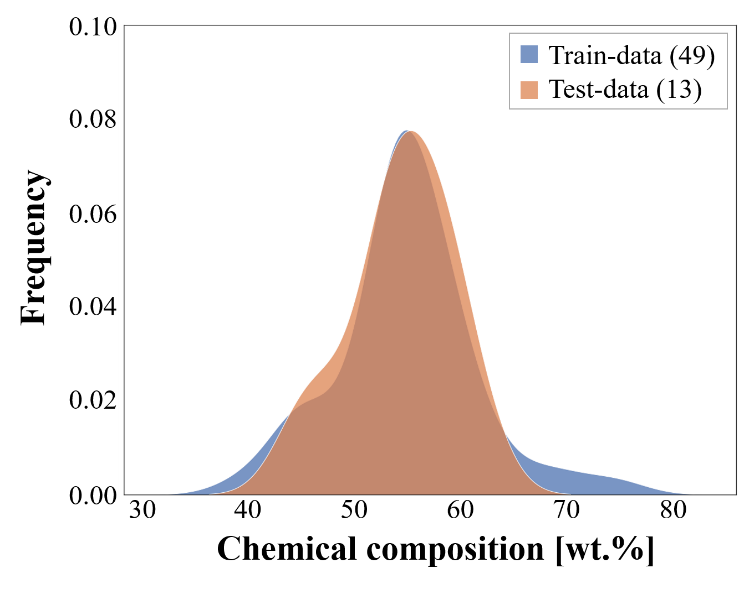 0.10
Train-data (49)
Test-data (13)
0.08
0.06
0.04
0.02
0.00
Frequency
30 40 50 60 70 80
Chemical composition [wt.%]